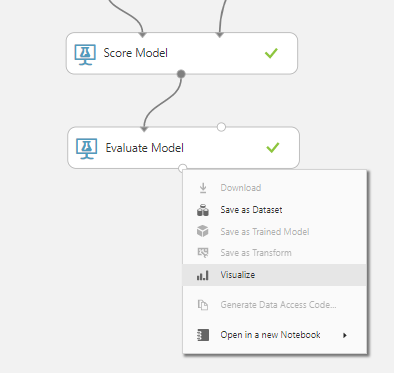 Score Model
Evaluate Model
Download
Save as Dataset
Save as Trained Model
Save as Transform
Visualize
Generate Data Access Code...
Open in a new Notebook